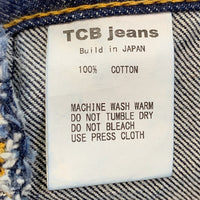 TCB jeans
Build in JAPAN
100% COTTON
MACHINE WASH WARM
DO NOT TUMBLE DRY
DO NOT BLEACH
USE PRESS CLOTH